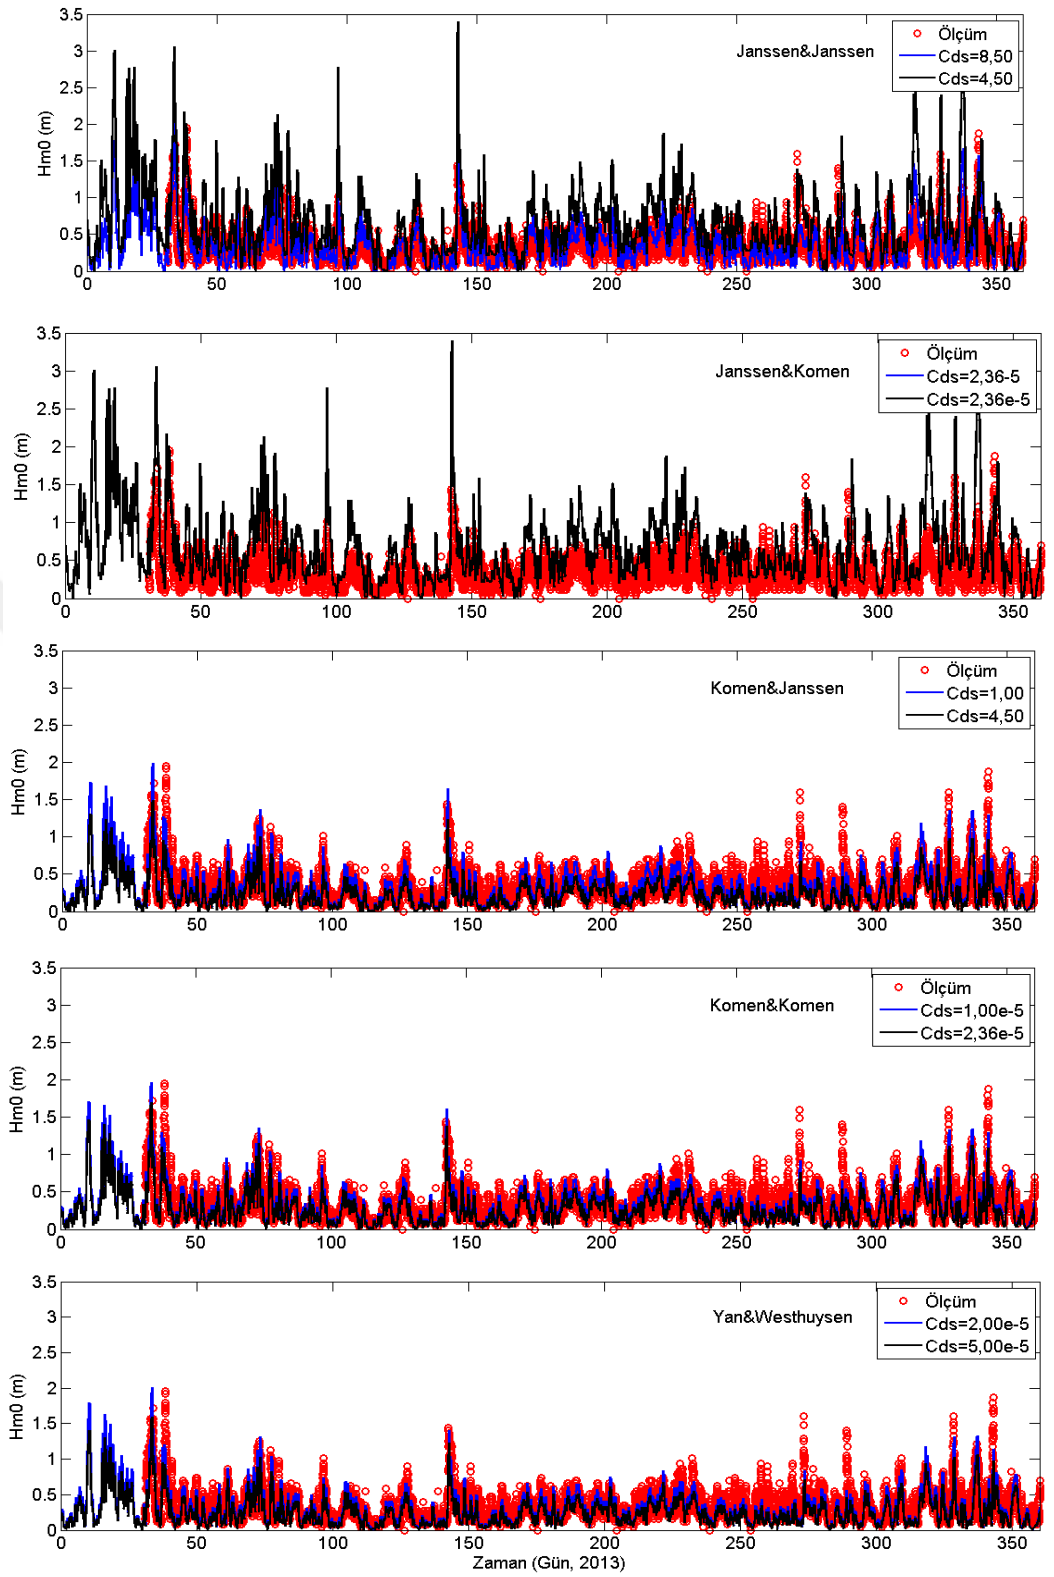 3.5
3
2.5
2
1.5
1
0.5
0
Hm0 (m)
Janssen&Janssen
Ölçüm
Cds=8,50
Cds=4,50
0 50 100 150 200 250 300 350
3.5
3
2.5
2
1.5
1
0.5
0
Hm0 (m)
Janssen&Komen
Ölçüm
Cds=2,36-5
Cds=2,36e-5
0 50 100 150 200 250 300 350
3.5
3
2.5
2
1.5
1
0.5
0
Hm0 (m)
Komen&Janssen
Ölçüm
Cds=1,00
Cds=4,50
0 50 100 150 200 250 300 350
3.5
3
2.5
2
1.5
1
0.5
0
Hm0 (m)
Komen&Komen
Ölçüm
Cds=1,00e-5
Cds=2,36e-5
0 50 100 150 200 250 300 350
3.5
3
2.5
2
1.5
1
0.5
0
Hm0 (m)
Yan&Westhuysen
Ölçüm
Cds=2,00e-5
Cds=5,00e-5
0 50 100 150 200 250 300 350
Zaman (Gün, 2013)